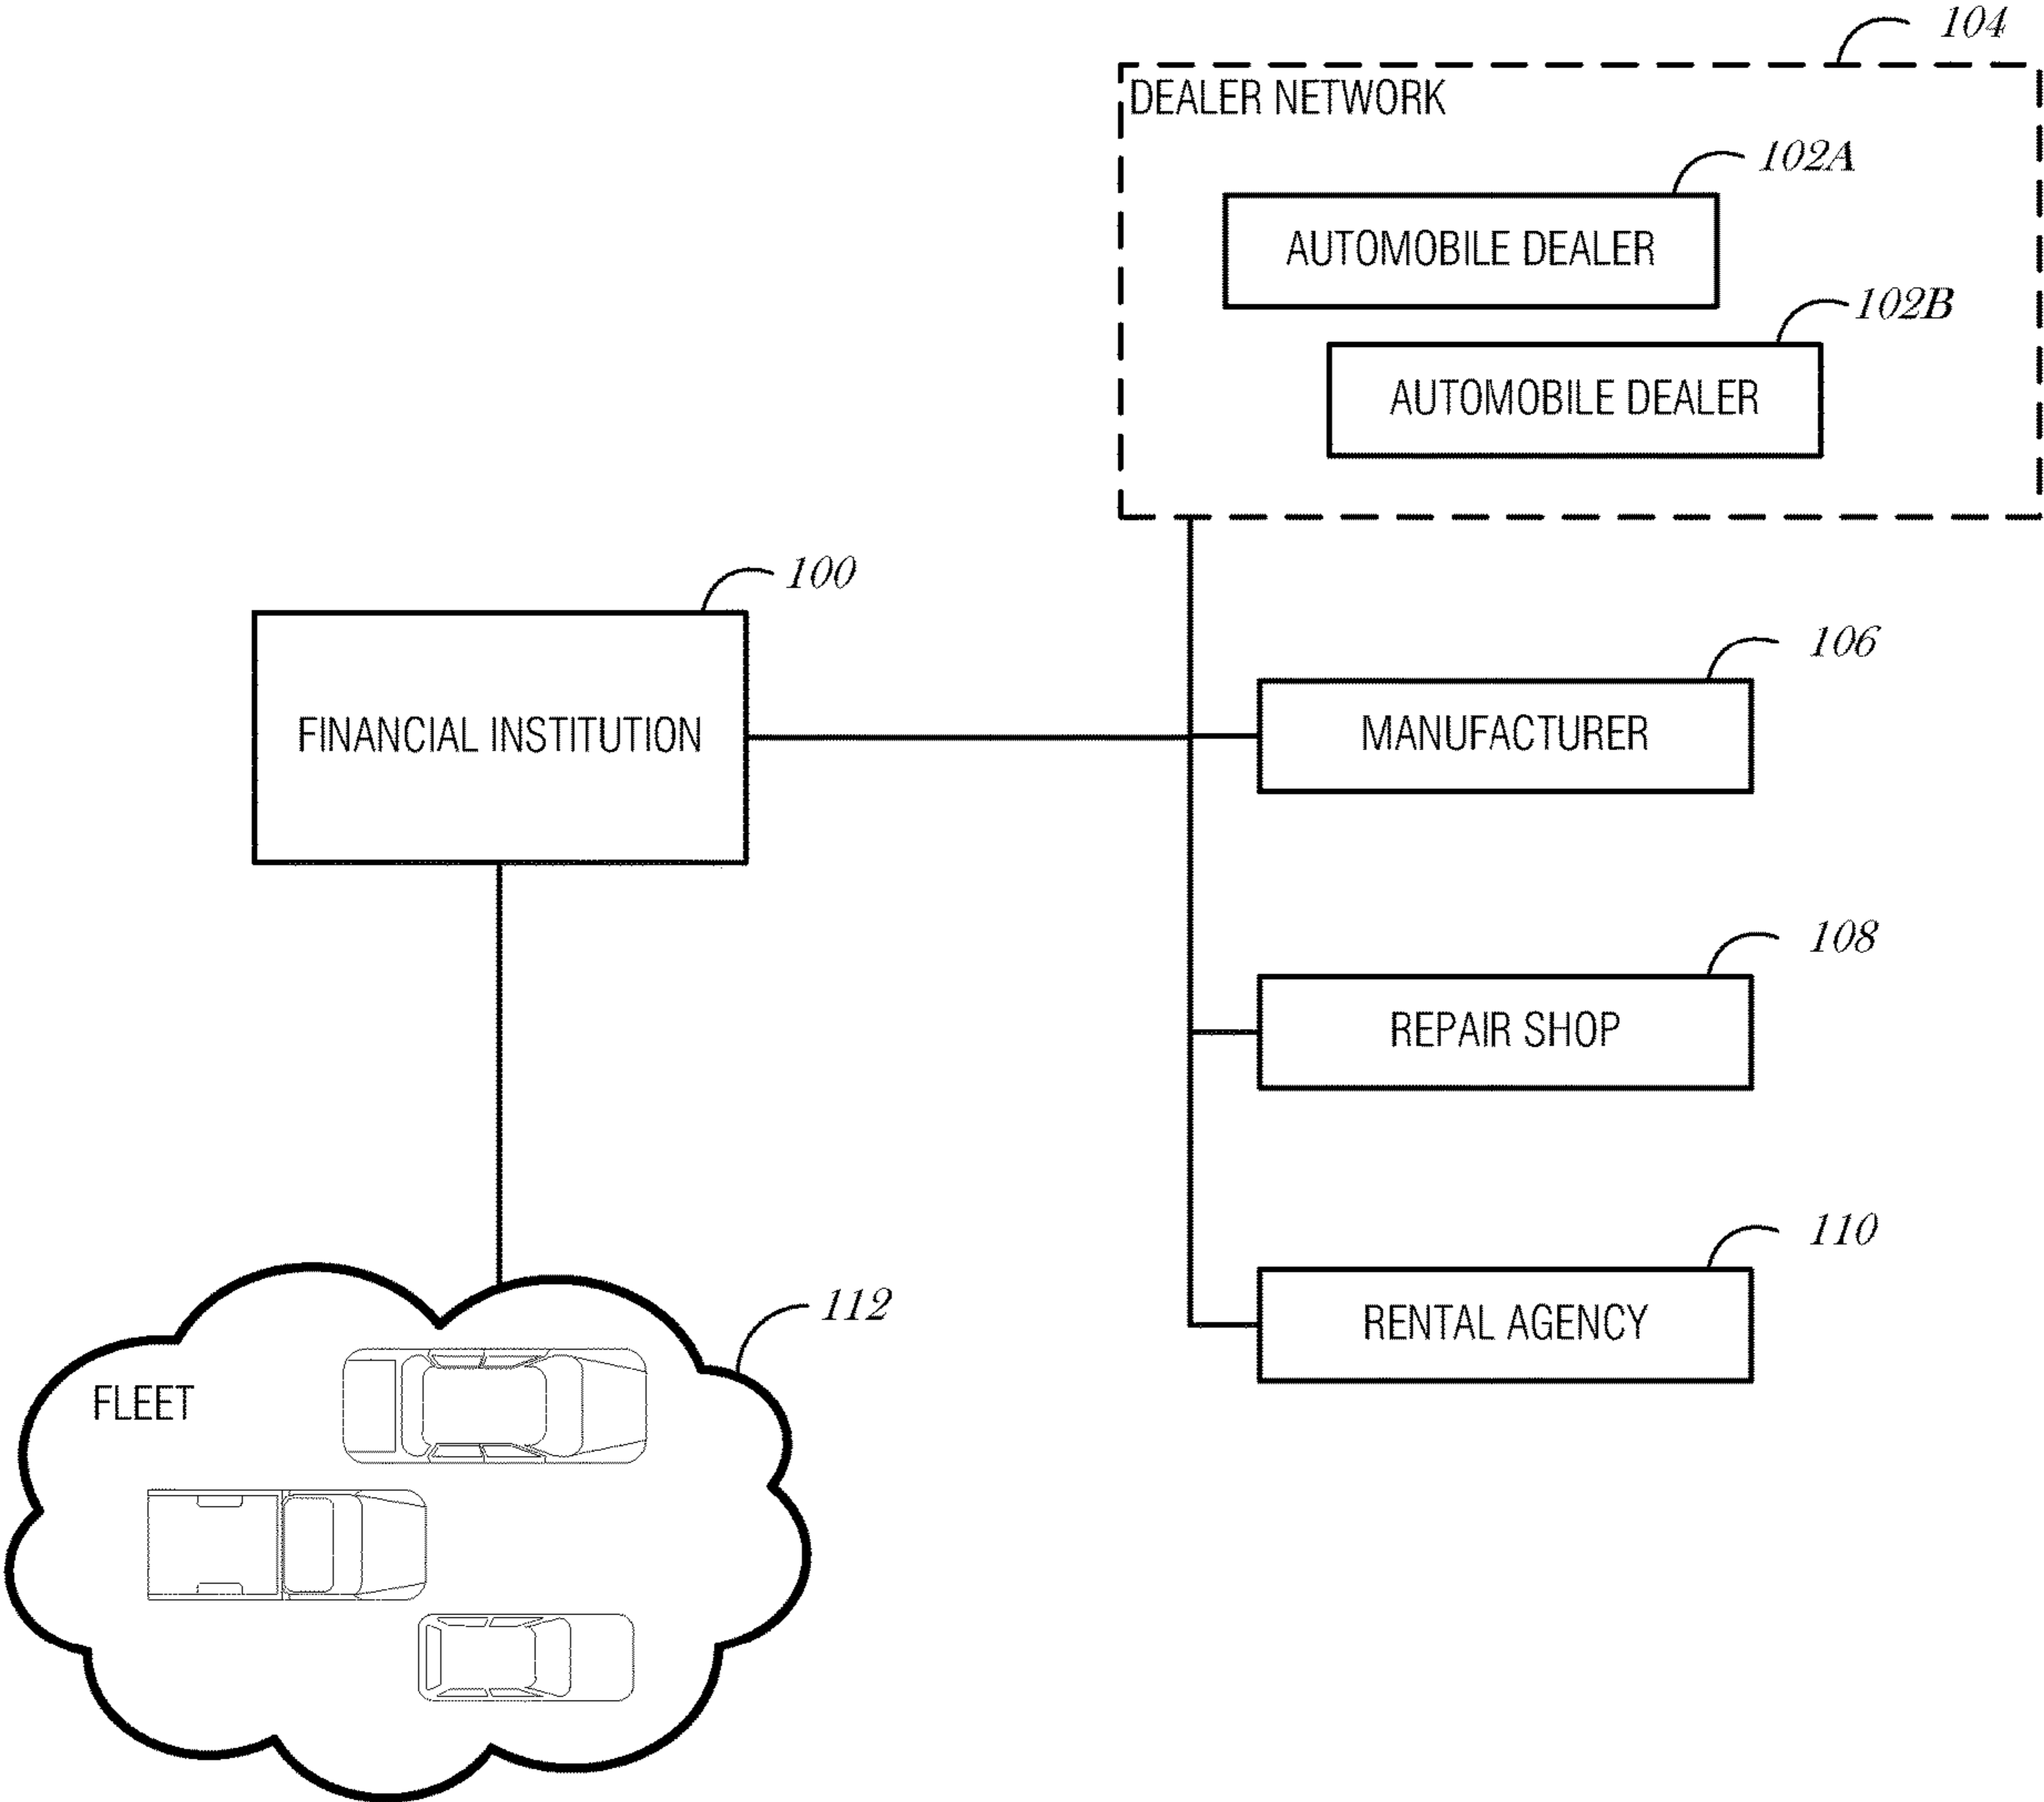 104
DEALER NETWORK
102A
AUTOMOBILE DEALER
102B
AUTOMOBILE DEALER
100
FINANCIAL INSTITUTION
106
MANUFACTURER
108
REPAIR SHOP
110
RENTAL AGENCY
112
FLEET